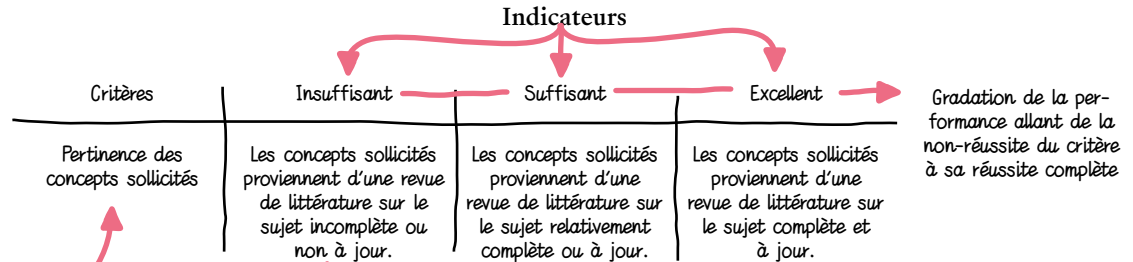 Indicateurs
Critères
Insuffisant
Suffisant
Excellent
Gradation de la per-
formance allant de la
non-réussite du critère
à sa réussite complète
Pertinence des
concepts sollicités
Les concepts sollicités
proviennent d'une revue
de littérature sur le
sujet incomplète ou
non à jour.
Les concepts sollicités
proviennent d'une
revue de littérature sur
le sujet relativement
complète ou à jour.
Les concepts sollicités
proviennent d'une
revue de littérature sur
le sujet complète et
à jour.